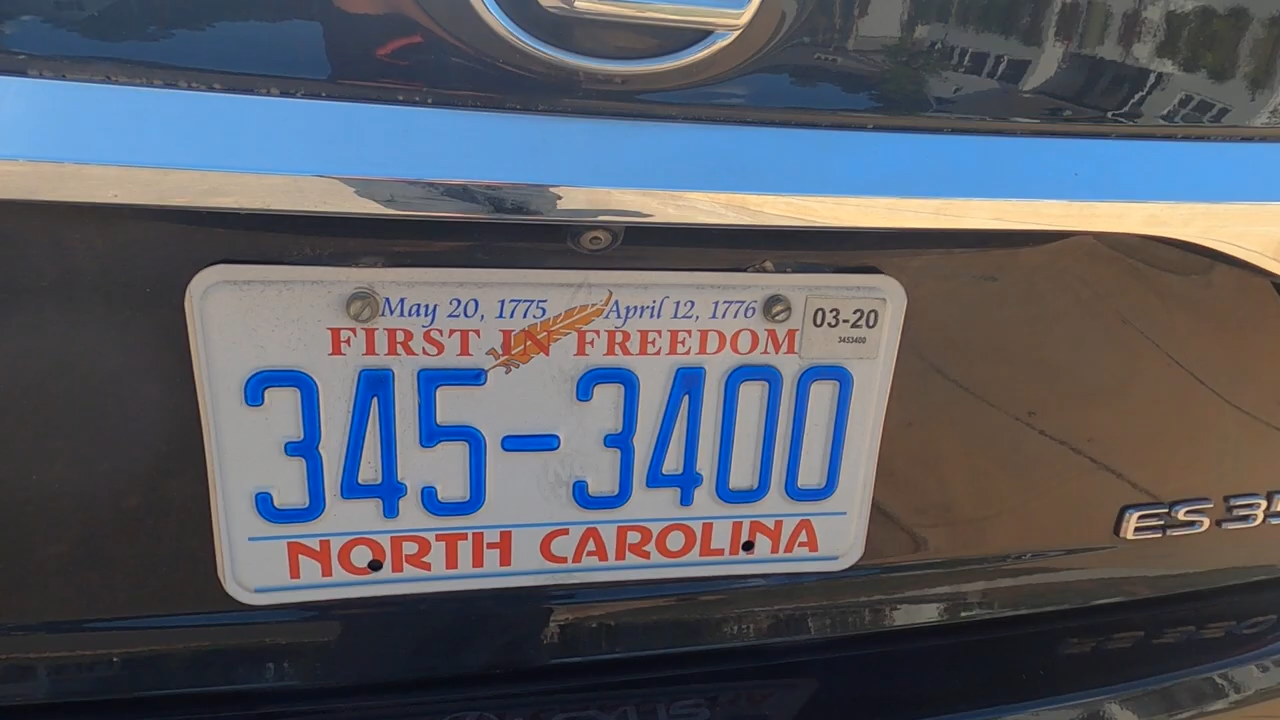 May 20, 1775 April 12, 1776
FIRST IN FREEDOM
03-20
3453400
345-3400
NORTH CAROLINA
ES 35